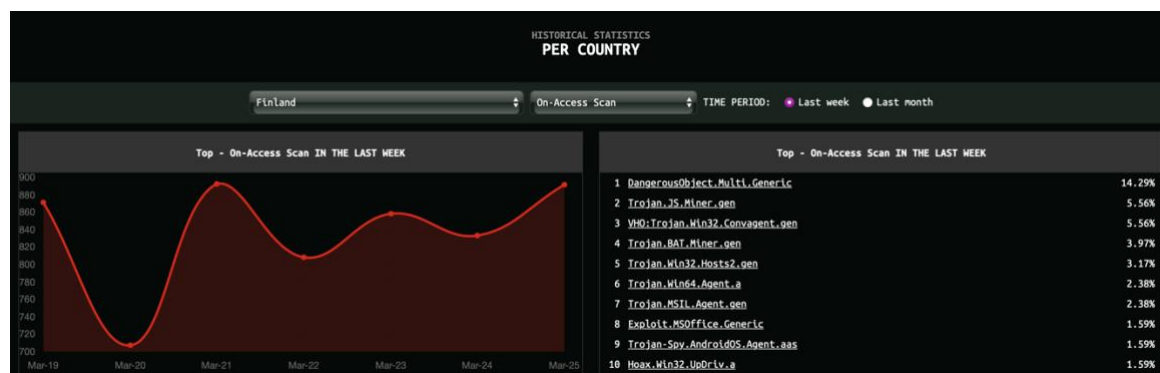 HISTORICAL STATISTICS
PER COUNTRY
Finland On-Access Scan TIME PERIOD: Last week Last month
Top - On-Access Scan IN THE LAST WEEK
900
880
860
840
820
800
780
760
740
720
700
Mar-19 Mar-20 Mar-21 Mar-22 Mar-23 Mar-24 Mar-25
Top - On-Access Scan IN THE LAST WEEK
1 DangerousObject.Multi.Generic 14.29%
2 Trojan.JS.Miner.gen 5.56%
3 VHO:Trojan.Win32.Convagent.gen 5.56%
4 Trojan.BAT.Miner.gen 3.97%
5 Trojan.Win32.Hosts2.gen 3.17%
6 Trojan.Win64.Agent.a 2.38%
7 Trojan.MSIL.Agent.gen 2.38%
8 Exploit.MSOffice.Generic 1.59%
9 Trojan-Spy.AndroidOS.Agent.aas 1.59%
10 Hoax.Win32.UpDriv.a 1.59%